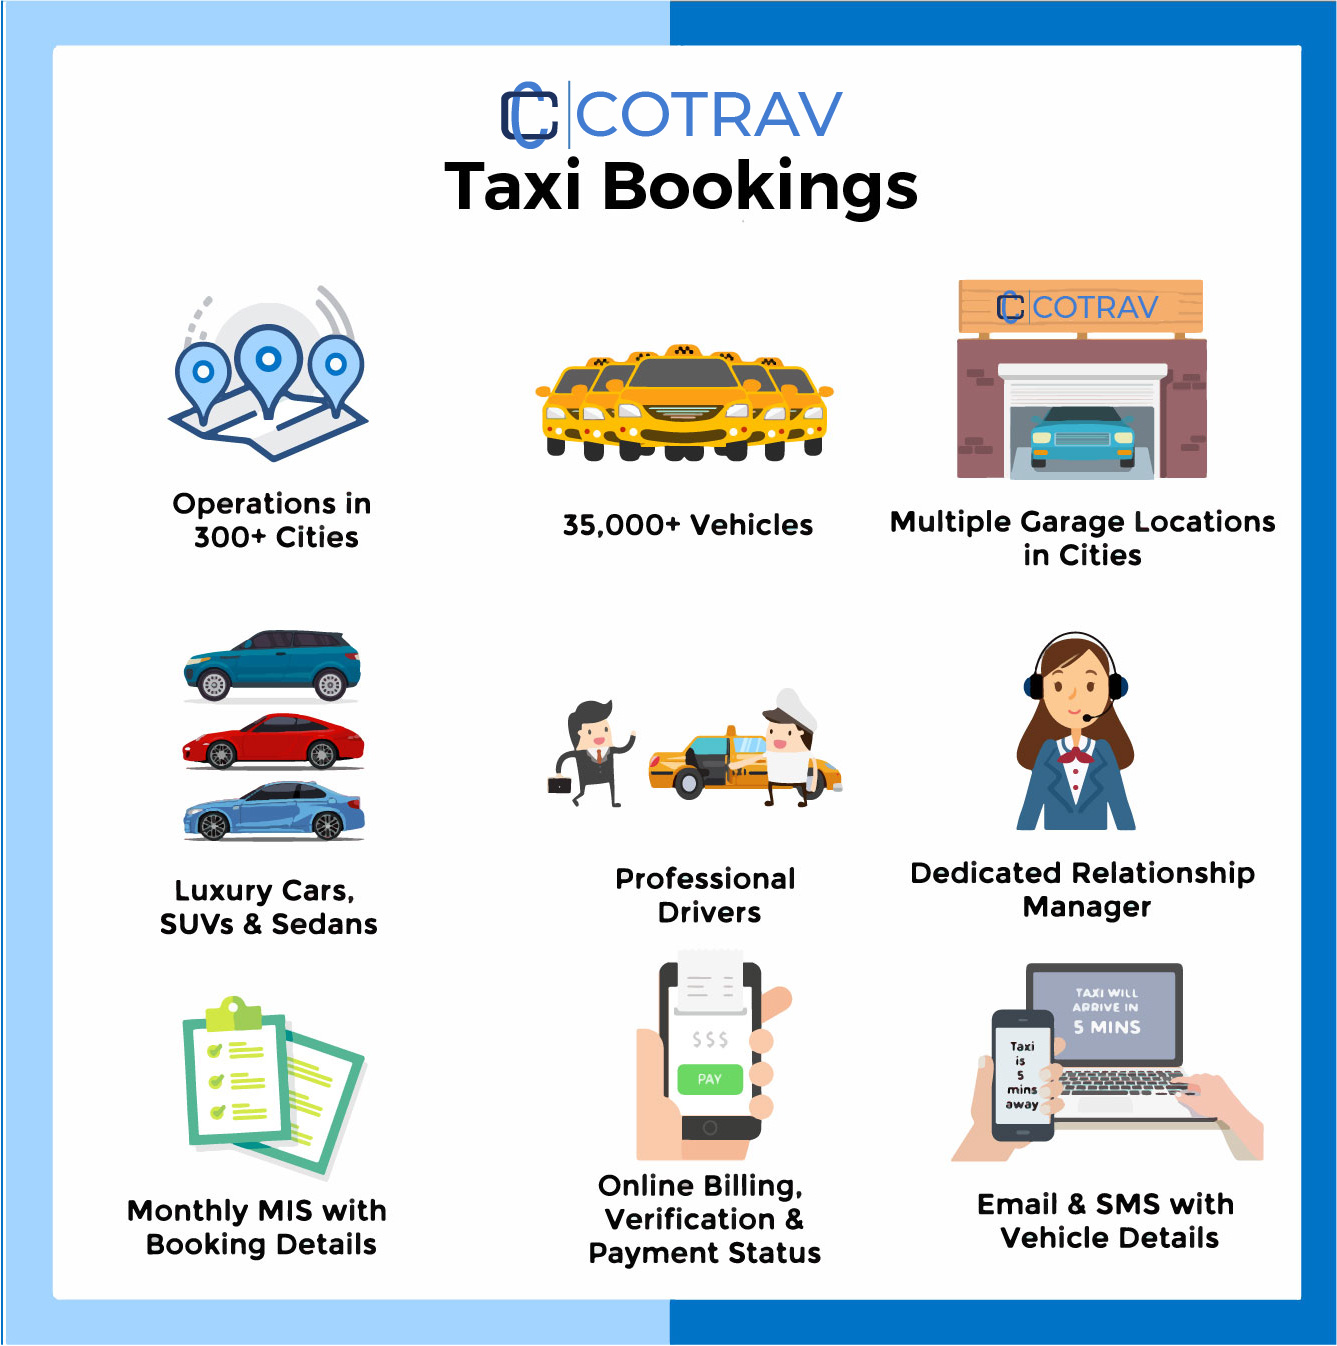 COTRAV
Taxi Bookings
COTRAV
Operations in
300+ Cities
35,000+ Vehicles
Multiple Garage Locations
in Cities
Luxury Cars,
SUVs & Sedans
TAXI
Professional
Drivers
Dedicated Relationship
Manager
Monthly MIS with
Booking Details
$$$
PAY
Online Billing,
Verification &
Payment Status
TAXI WILL
ARRIVE IN
5 MINS
Taxi
is
5
mins
away
Email & SMS with
Vehicle Details